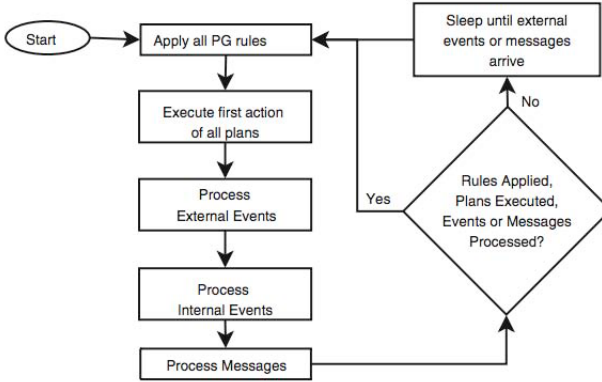 Start
Apply all PG rules
Execute first action
of all plans
Process
External Events
Process
Internal Events
Process Messages
Sleep until external
events or messages
arrive
No
Yes
Rules Applied,
Plans Executed,
Events or Messages
Processed?